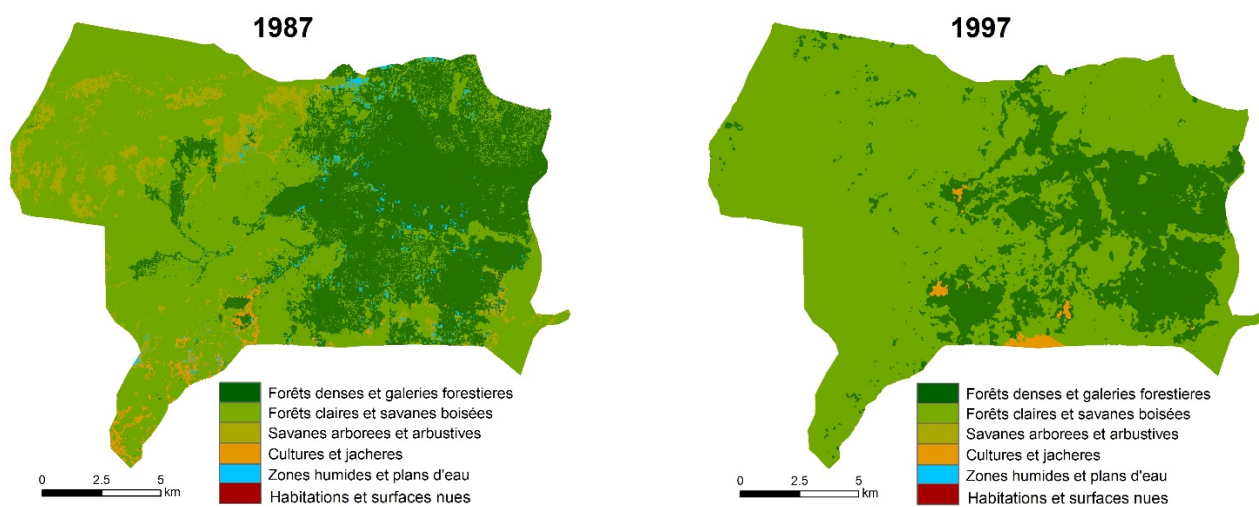 1987
Forêts denses et galeries forestieres
Forêts claires et savanes boisées
Savanes arborees et arbustives
Cultures et jacheres
Zones humides et plans d'eau
Habitations et surfaces nues
0 2.5 5
km
1997
Forêts denses et galeries forestieres
Forêts claires et savanes boisées
Savanes arborees et arbustives
Cultures et jacheres
Zones humides et plans d'eau
Habitations et surfaces nues
0 2.5 5
km